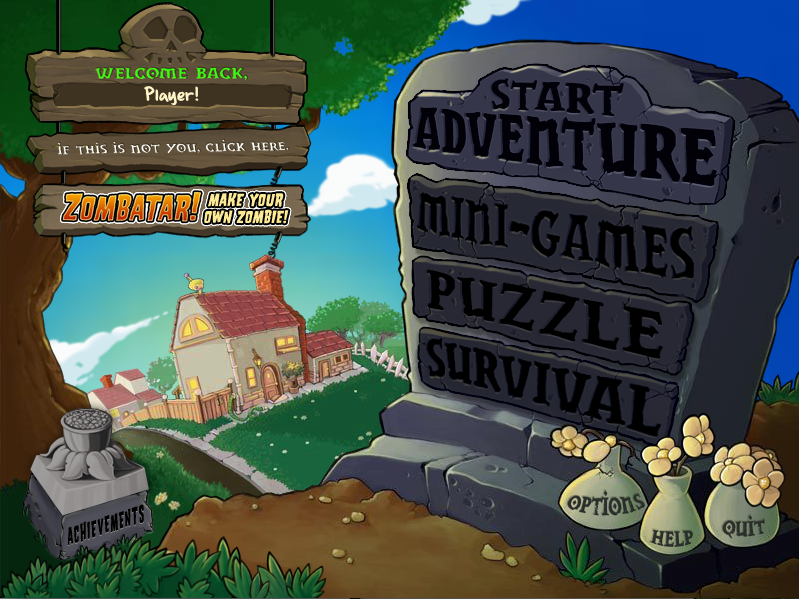 WELCOME BACK,
Player!
IF THIS IS NOT YOU, CLICK HERE.
ZOMBATAR! MAKE YOUR
OWN ZOMBIE!
START
ADVENTURE
MINI-GAMES
PUZZLE
SURVIVAL
ACHIEVEMENTS
OPTIONS
HELP
QUIT